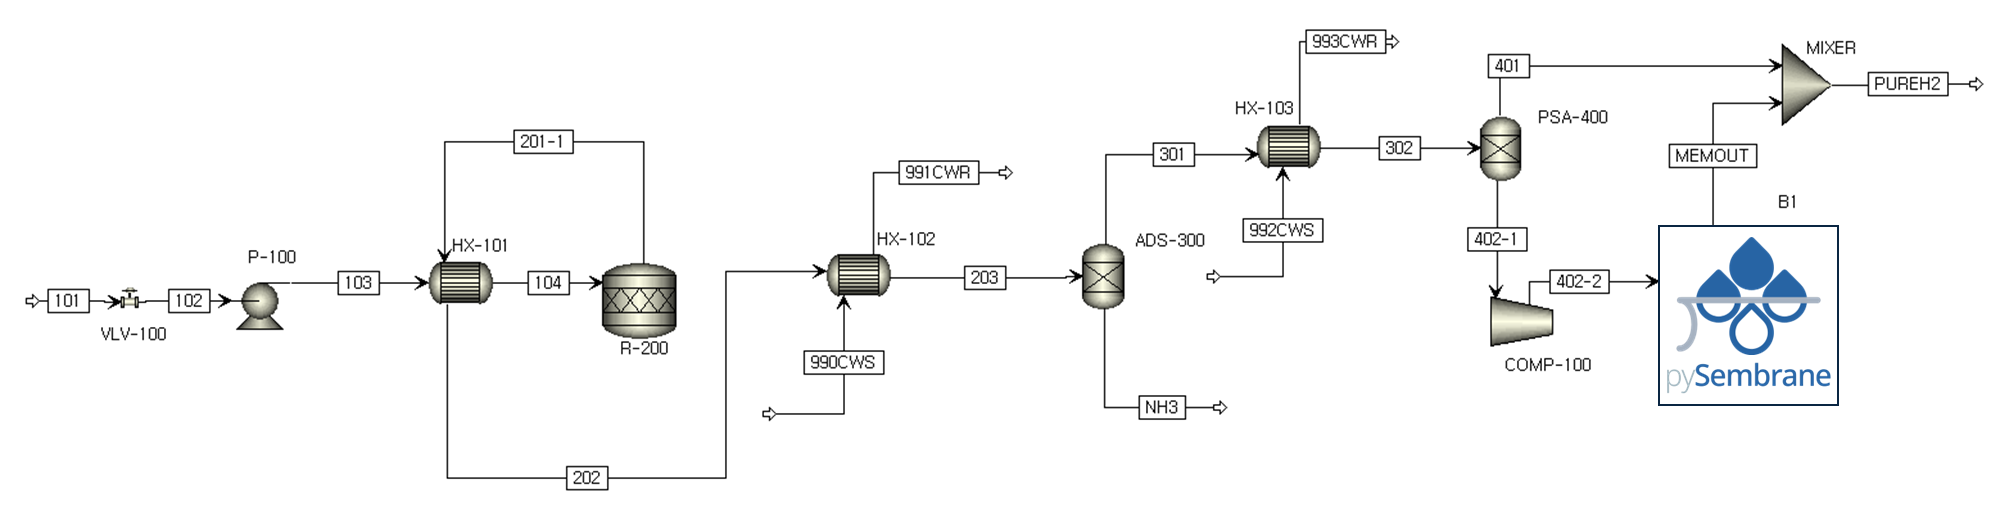 101
VLV-100
102
P-100
103
HX-101
201-1
104
R-200
202
990CWS
HX-102
991CWR
203
ADS-300
NH3
301
992CWS
HX-103
993CWR
302
PSA-400
401
402-1
COMP-100
402-2
B1
pySembrane
MEMOUT
MIXER
PUREH2